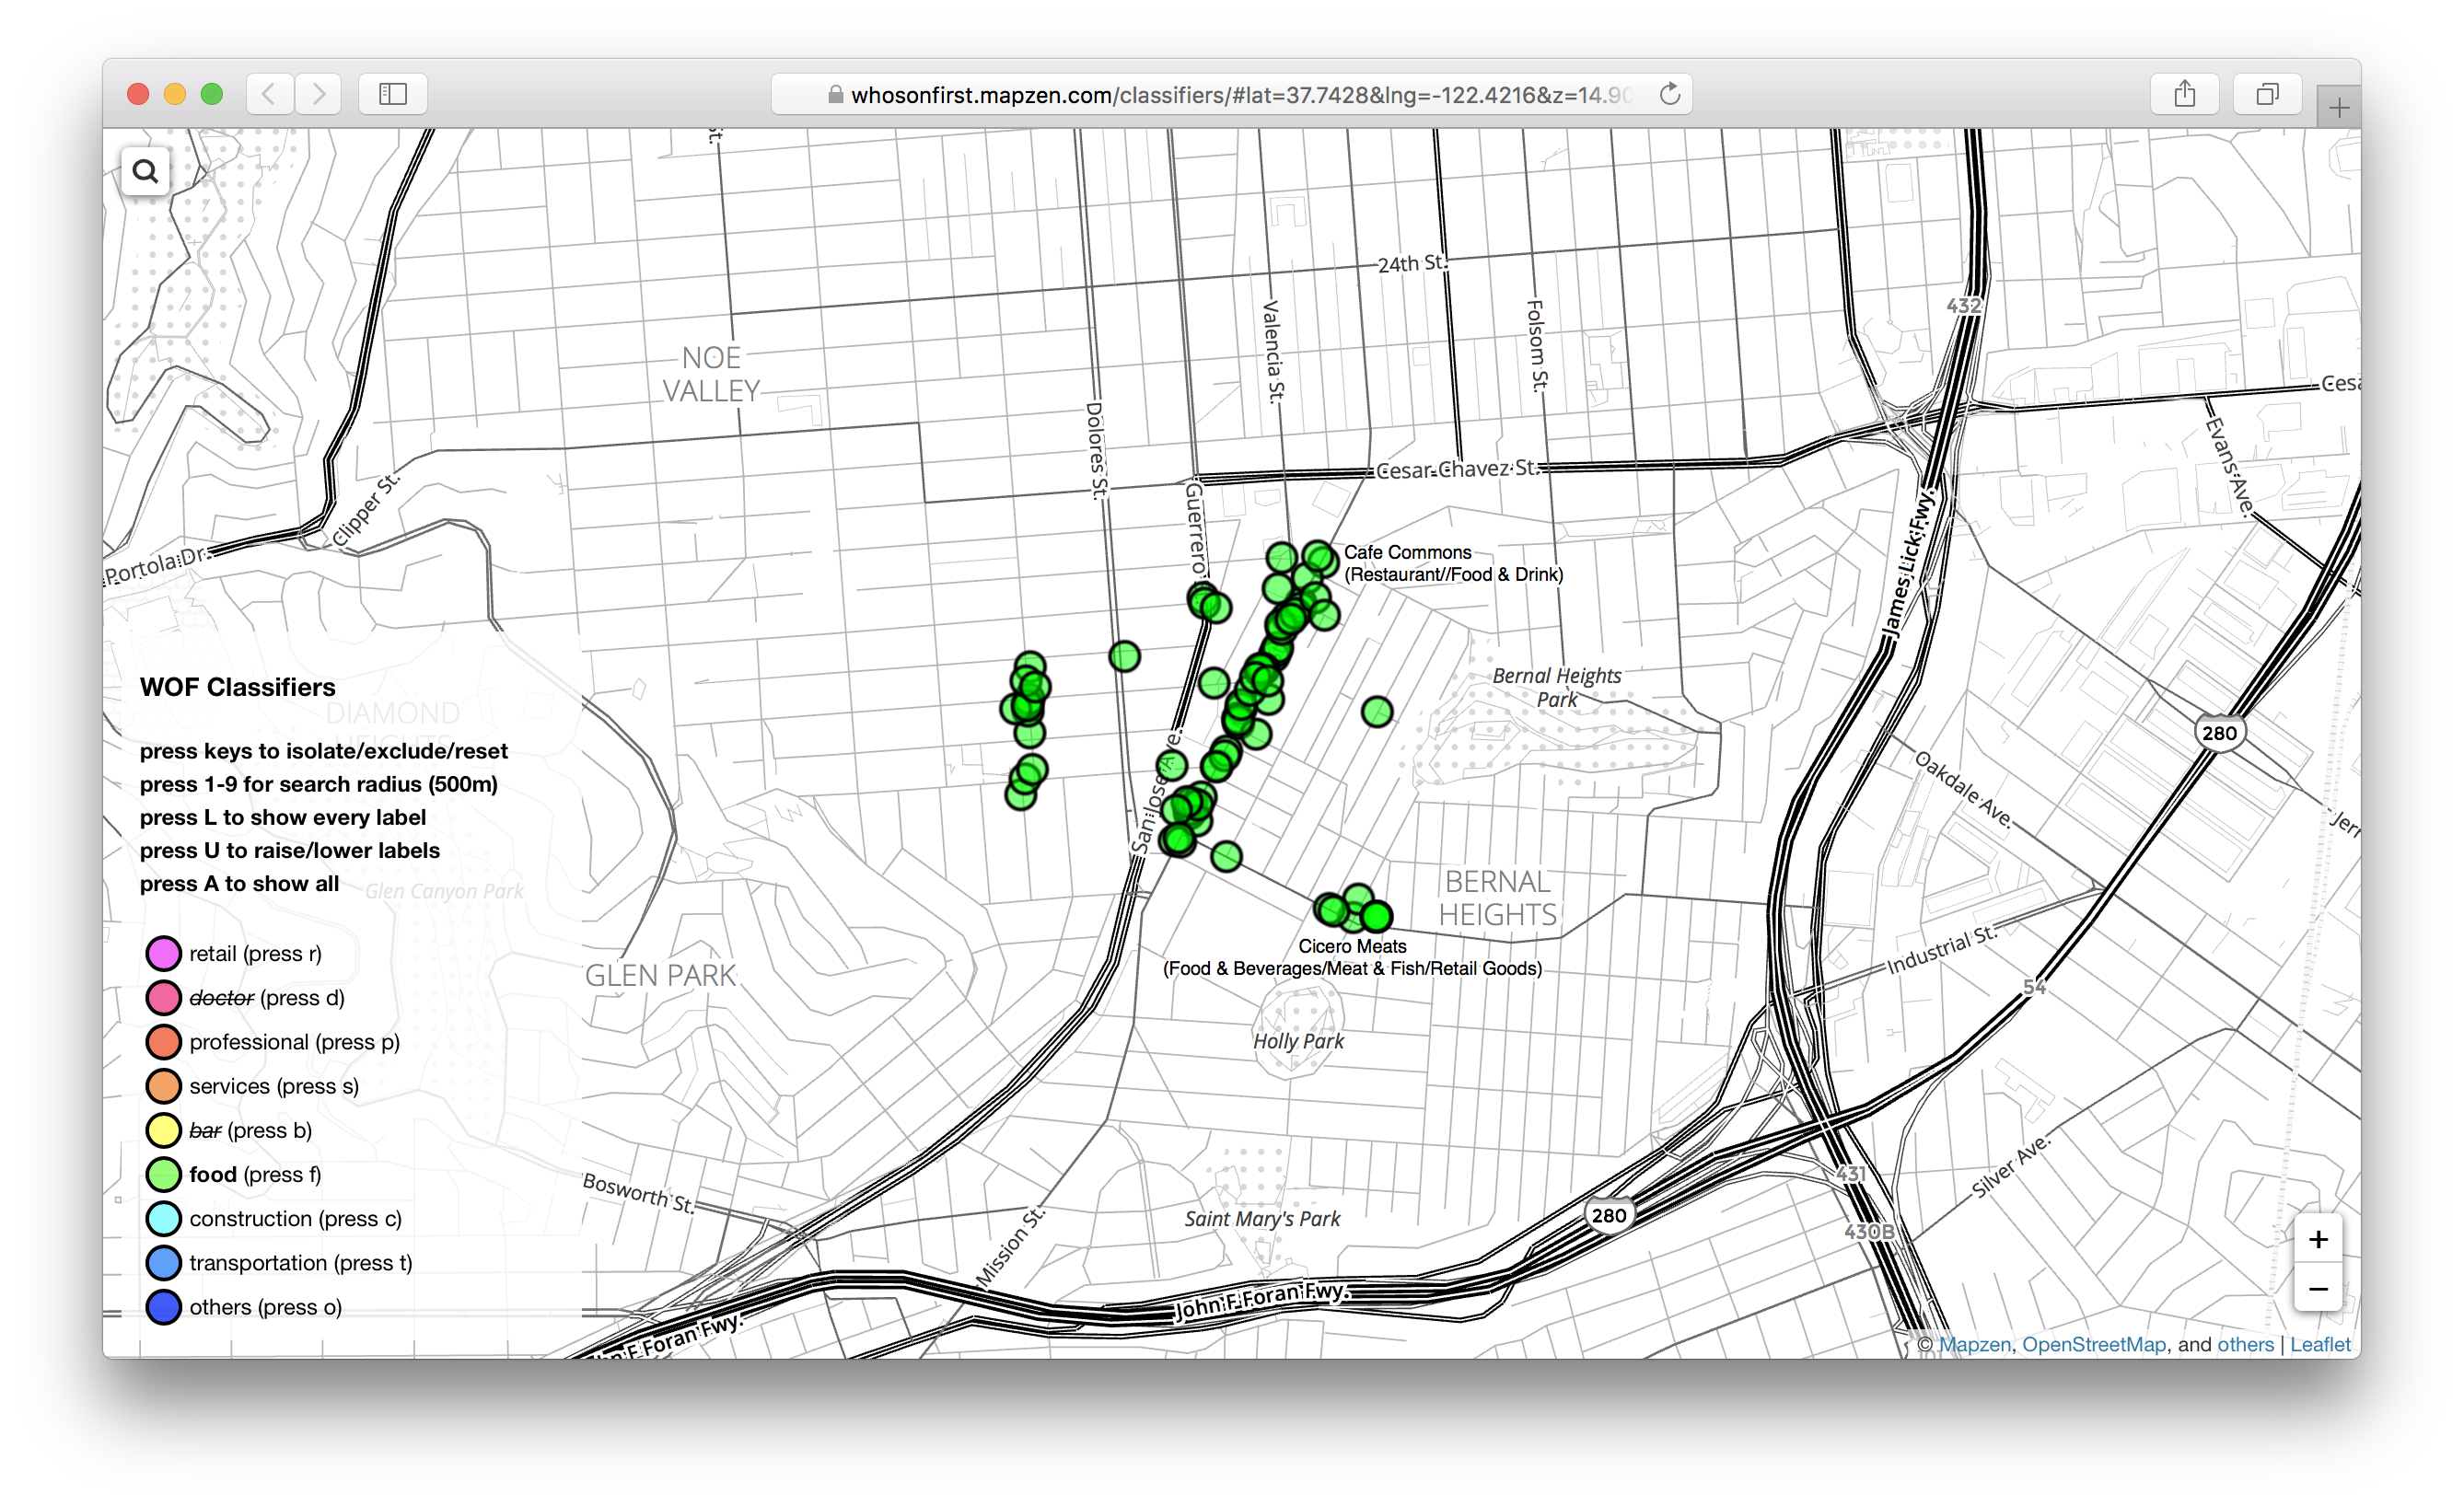 whosonfirst.mapzen.com/classifiers/#lat=37.7428&lng=-122.4216&z=14.90
24th St.
432
Valencia St.
Folsom St.
NOE
VALLEY
Cesa
Dolores St.
Evans Ave.
Cesar Chavez St.
Clipper St.
Guerrero
James Lick Fwy.
Portola Dr.
Cafe Commons
(Restaurant//Food & Drink)
Bernal Heights
Park
WOF Classifiers
DIAMOND
HEIGHTS
280
press keys to isolate/exclude/reset
press 1-9 for search radius (500m)
press L to show every label
press U to raise/lower labels
press A to show all
Glen Canyon Park
San Jose Ave.
Oakdale Ave.
Jerr
BERNAL
HEIGHTS
Cicero Meats
(Food & Beverages/Meat & Fish/Retail Goods)
Industrial St.
GLEN PARK
54
retail (press r)
doctor (press d)
professional (press p)
services (press s)
bar (press b)
food (press f)
construction (press c)
transportation (press t)
others (press o)
Holly Park
Silver Ave.
431
Bosworth St.
Saint Mary's Park
280
430B
Mission St.
+
−
John F Foran Fwy.
hn F Foran Fwy.
© Mapzen, OpenStreetMap, and others | Leaflet